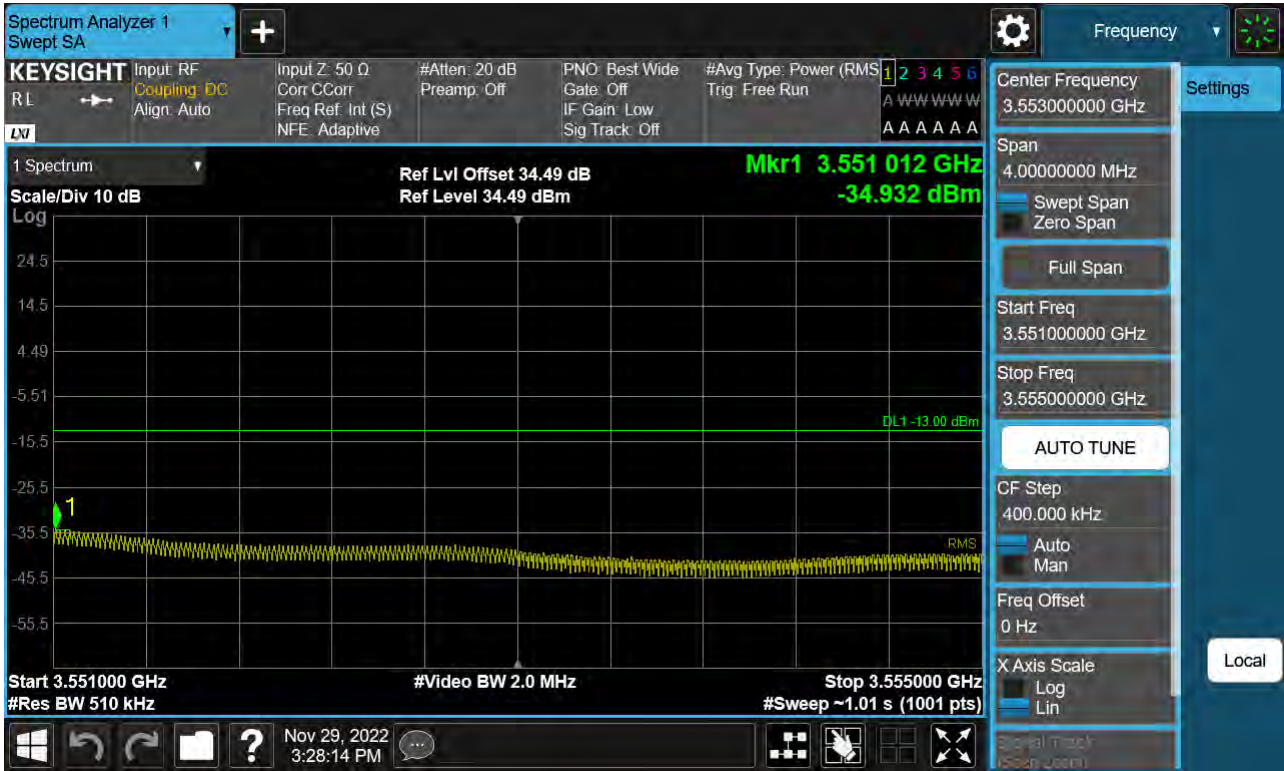 Spectrum Analyzer 1
Swept SA
+
Frequency
KEYSIGHT
RL
LXI
Input: RF
Coupling: DC
Align: Auto
Input Z: 50 Ω
Corr CCorr
Freq Ref: Int (S)
NFE: Adaptive
#Atten: 20 dB
Preamp: Off
PNO: Best Wide
Gate: Off
IF Gain: Low
Sig Track: Off
#Avg Type: Power (RMS
Trig: Free Run
1 2 3 4 5 6
A W W W W W
A A A A A A
Settings
1 Spectrum
Scale/Div 10 dB
Log
Ref Lvl Offset 34.49 dB
Ref Level 34.49 dBm
Mkr1 3.551 012 GHz
-34.932 dBm
24.5
14.5
4.49
-5.51
-15.5
-25.5
-35.5
-45.5
-55.5
DL1 -13.00 dBm
1
RMS
Start 3.551000 GHz
#Res BW 510 kHz
#Video BW 2.0 MHz
Stop 3.555000 GHz
#Sweep ~1.01 s (1001 pts)
Center Frequency
3.553000000 GHz
Span
4.00000000 MHz
Swept Span
Zero Span
Full Span
Start Freq
3.551000000 GHz
Stop Freq
3.555000000 GHz
AUTO TUNE
CF Step
400.000 kHz
Auto
Man
Freq Offset
0 Hz
X Axis Scale
Log
Lin
Signal Track
(Span Zoom)
Local
?
Nov 29, 2022
3:28:14 PM